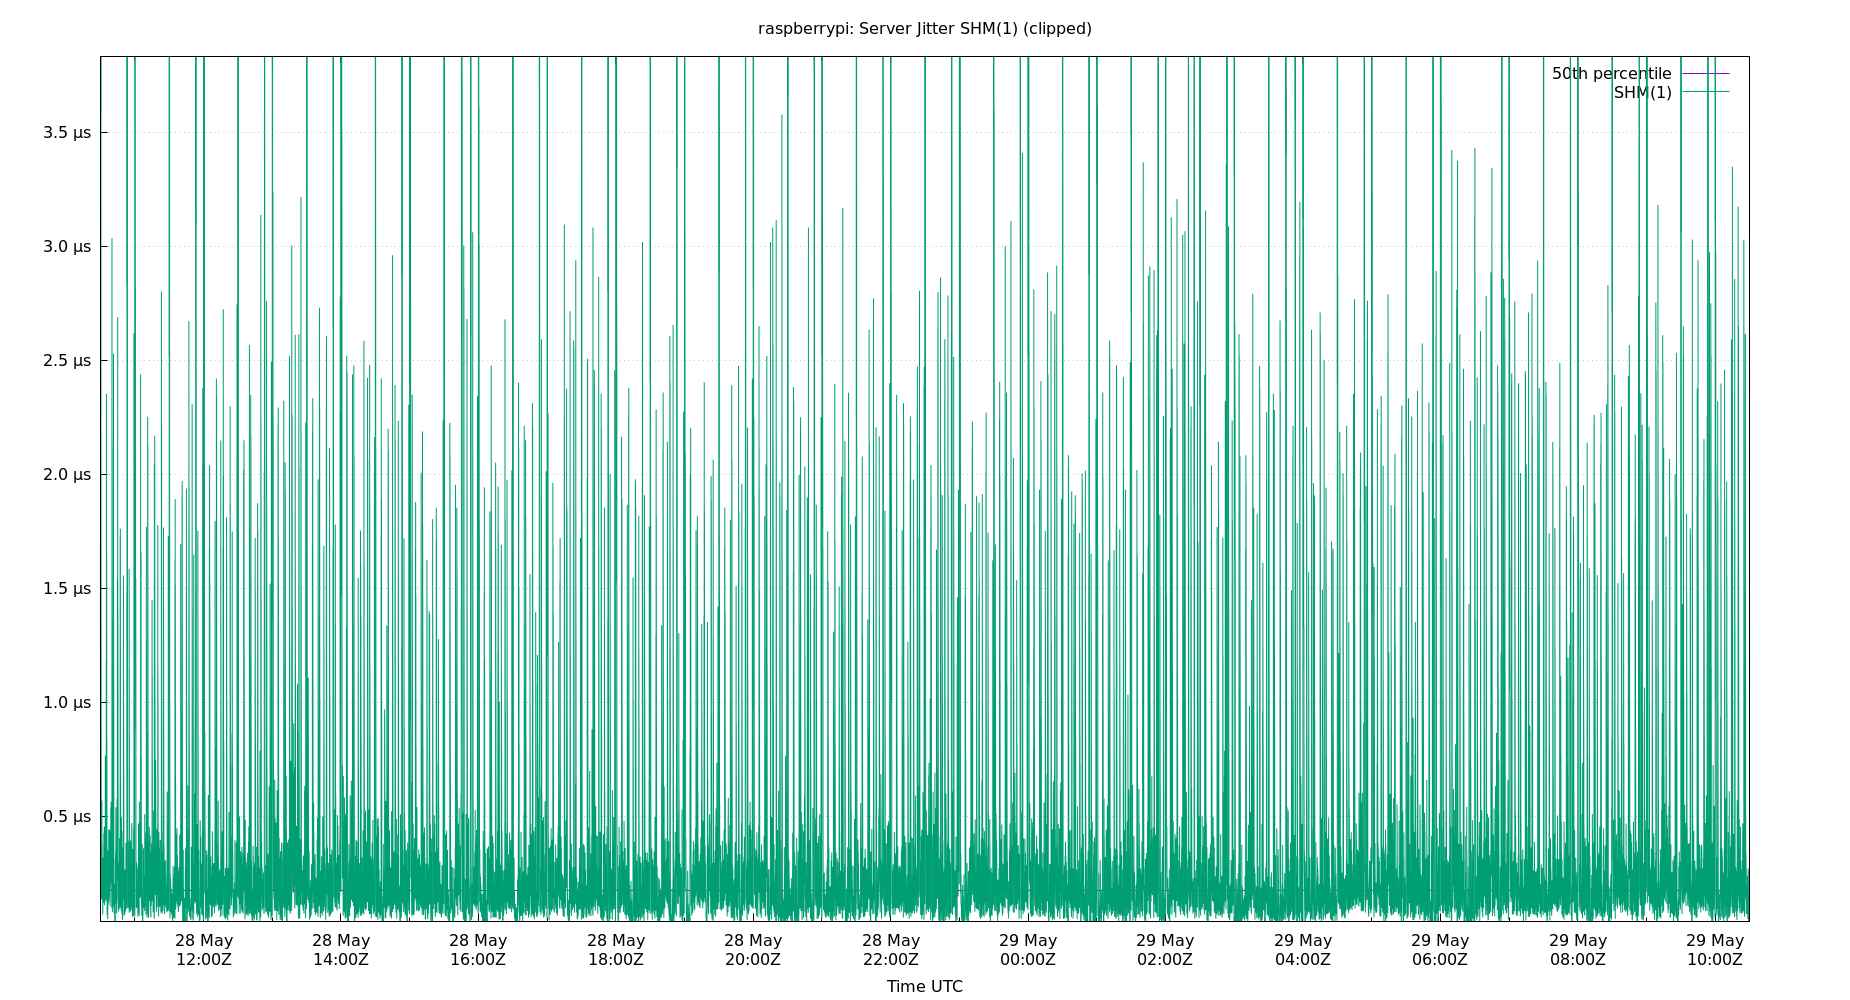 raspberrypi: Server Jitter SHM(1) (clipped)
50th percentile
SHM(1)
3.5 µs
3.0 µs
2.5 µs
2.0 µs
1.5 µs
1.0 µs
0.5 µs
28 May 28 May 28 May 28 May 28 May 28 May 29 May 29 May 29 May 29 May 29 May 29 May
12:00Z 14:00Z 16:00Z 18:00Z 20:00Z 22:00Z 00:00Z 02:00Z 04:00Z 06:00Z 08:00Z 10:00Z
Time UTC